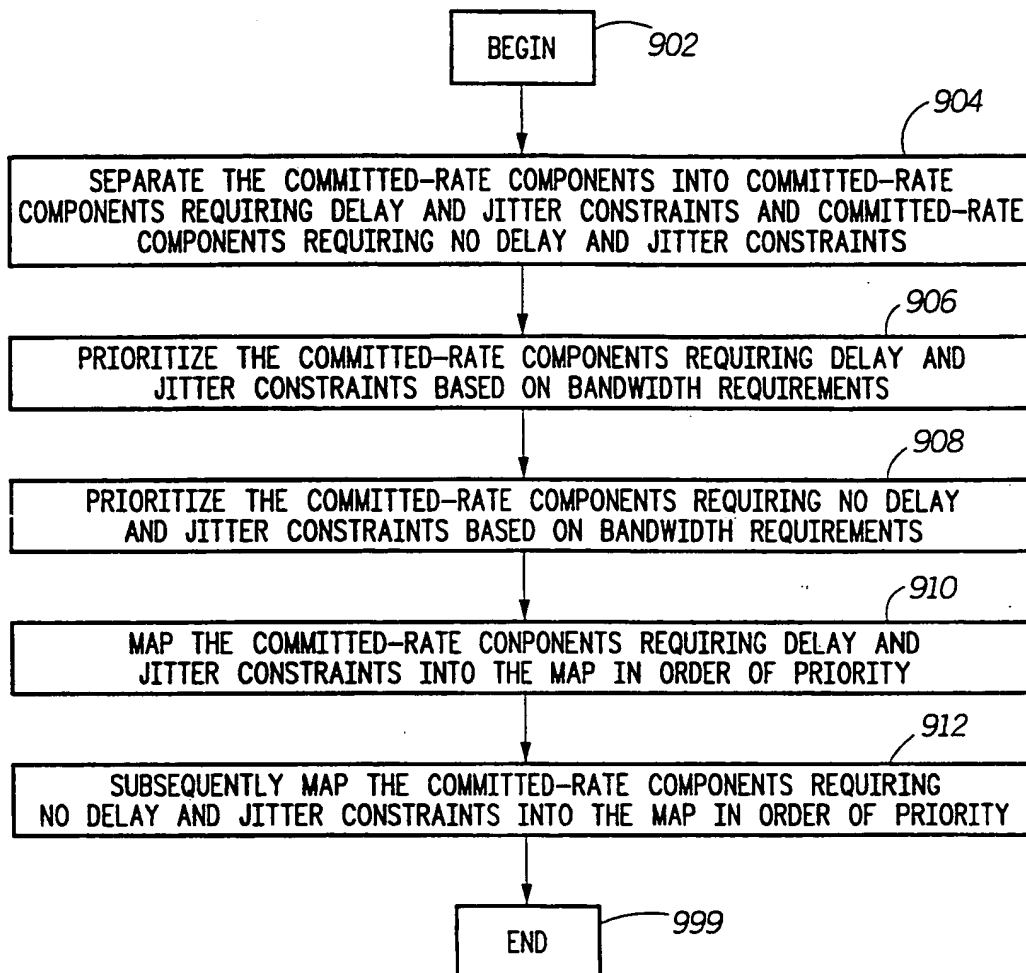 BEGIN
902
904
SEPARATE THE COMMITTED-RATE COMPONENTS INTO COMMITTED-RATE
COMPONENTS REQUIRING DELAY AND JITTER CONSTRAINTS AND COMMITTED-RATE
COMPONENTS REQUIRING NO DELAY AND JITTER CONSTRAINTS
906
PRIORITIZE THE COMMITTED-RATE COMPONENTS REQUIRING DELAY AND
JITTER CONSTRAINTS BASED ON BANDWIDTH REQUIREMENTS
908
PRIORITIZE THE COMMITTED-RATE COMPONENTS REQUIRING NO DELAY
AND JITTER CONSTRAINTS BASED ON BANDWIDTH REQUIREMENTS
910
MAP THE COMMITTED-RATE CONPONENTS REQUIRING DELAY AND
JITTER CONSTRAINTS INTO THE MAP IN ORDER OF PRIORITY
912
SUBSEQUENTLY MAP THE COMMITTED-RATE COMPONENTS REQUIRING
NO DELAY AND JITTER CONSTRAINTS INTO THE MAP IN ORDER OF PRIORITY
END
999